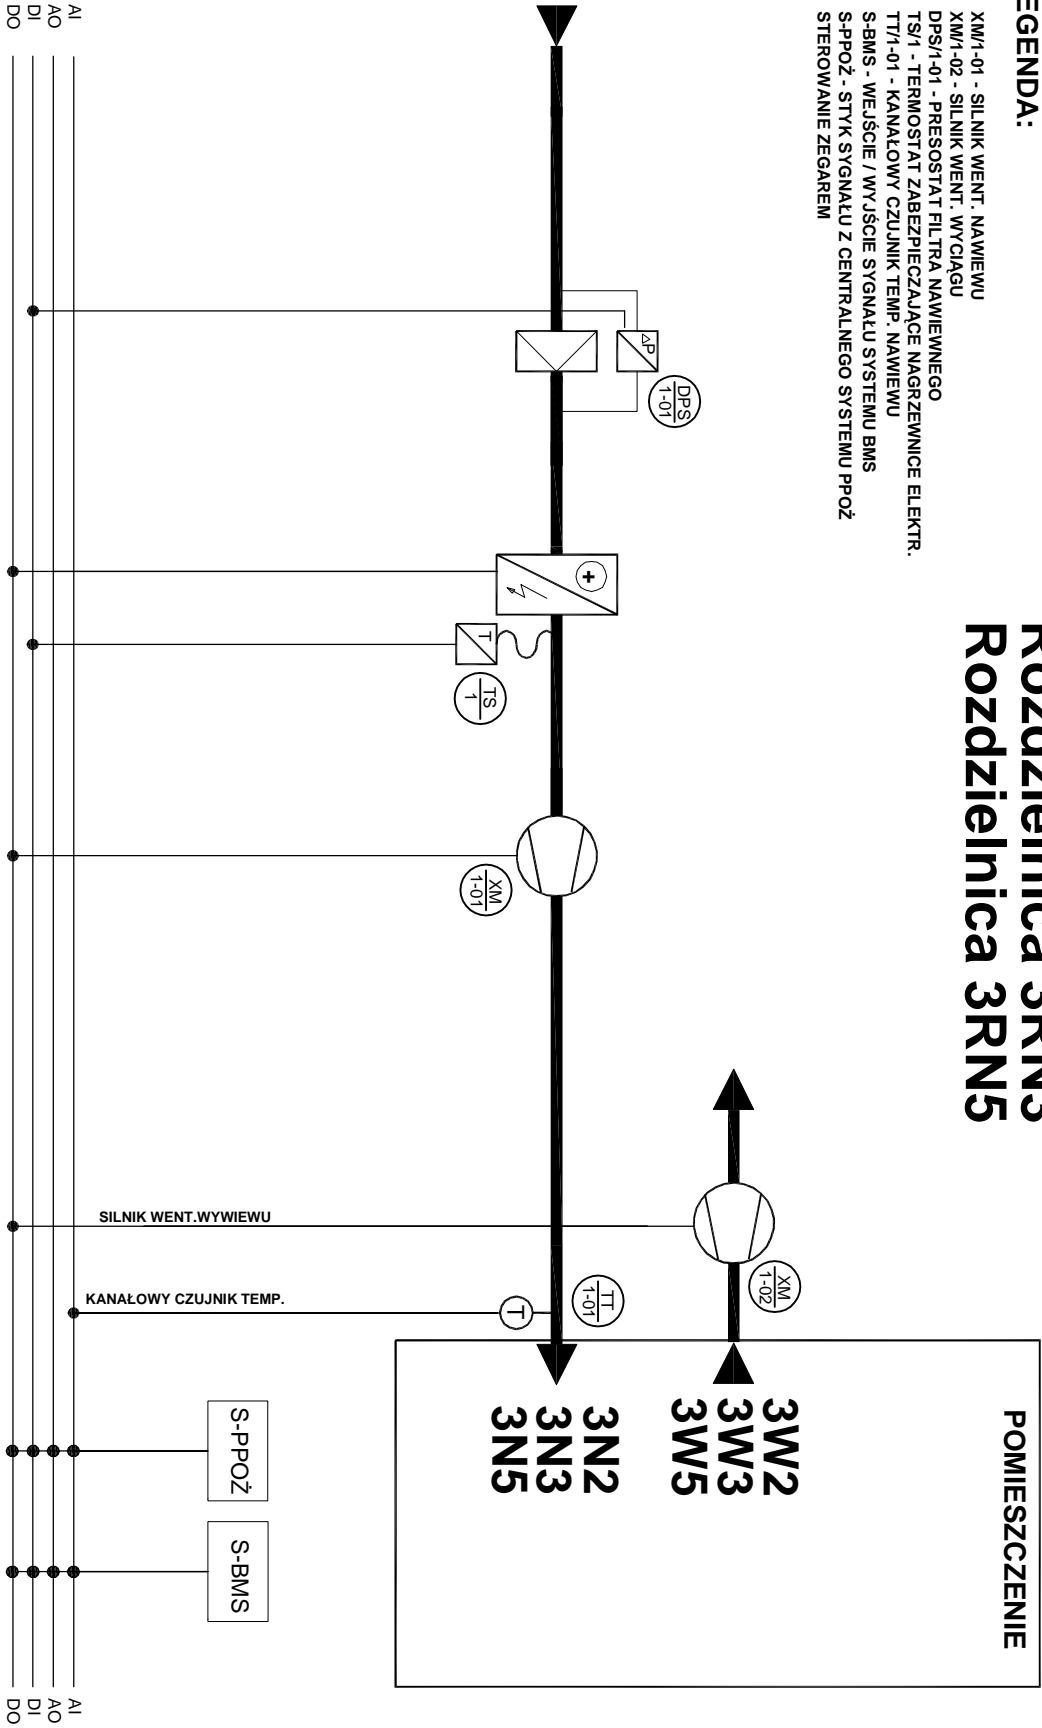 EGENDA:
XM/1-01 - SILNIK WENT. NAWIEWU
XM/1-02 - SILNIK WENT. WYCIĄGU
DPS/1-01 - PRESOSTAT FILTRA NAWIEWNEGO
TS/1 - TERMOSTAT ZABEZPIECZAJĄCE NAGRZEWNICE ELEKTR.
TT/1-01 - KANAŁOWY CZUJNIK TEMP. NAWIEWU
S-BMS - WEJŚCIE / WYJŚCIE SYGNAŁU SYSTEMU BMS
S-PPOŻ - STYK SYGNAŁU Z CENTRALNEGO SYSTEMU PPOŻ
STEROWANIE ZEGAREM
Rozdzielnica 3RN3
Rozdzielnica 3RN5
POMIESZCZENIE
3W2
3W3
3W5
3N2
3N3
3N5
XM
1-02
TT
1-01
T
ΔP
DPS
1-01
+
T
TS
1
XM
1-01
SILNIK WENT.WYWIEWU
KANAŁOWY CZUJNIK TEMP.
S-PPOŻ
S-BMS
AI
AO
DI
DO
AI
AO
DI
DO